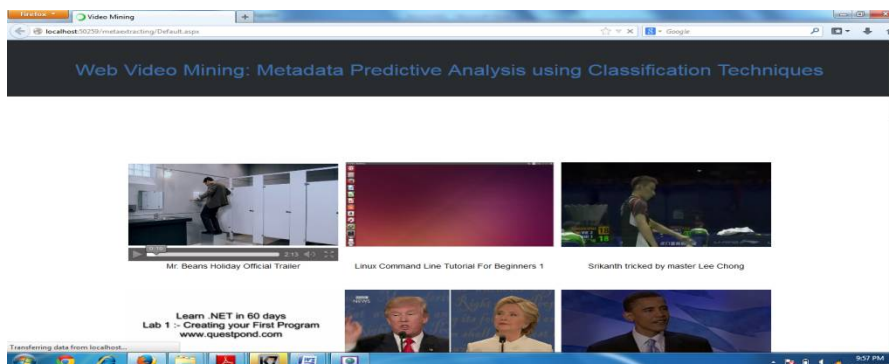 Firefox
Video Mining
localhost:50259/metaextracting/Default.aspx
Google
Web Video Mining: Metadata Predictive Analysis using Classification Techniques
2:13
Mr. Beans Holiday Official Trailer
Linux Command Line Tutorial For Beginners 1
Srikanth tricked by master Lee Chong
Learn .NET in 60 days
Lab 1 :- Creating your First Program
www.questpond.com
BBC
NEWS
Transferring data from localhost...
9:57 PM